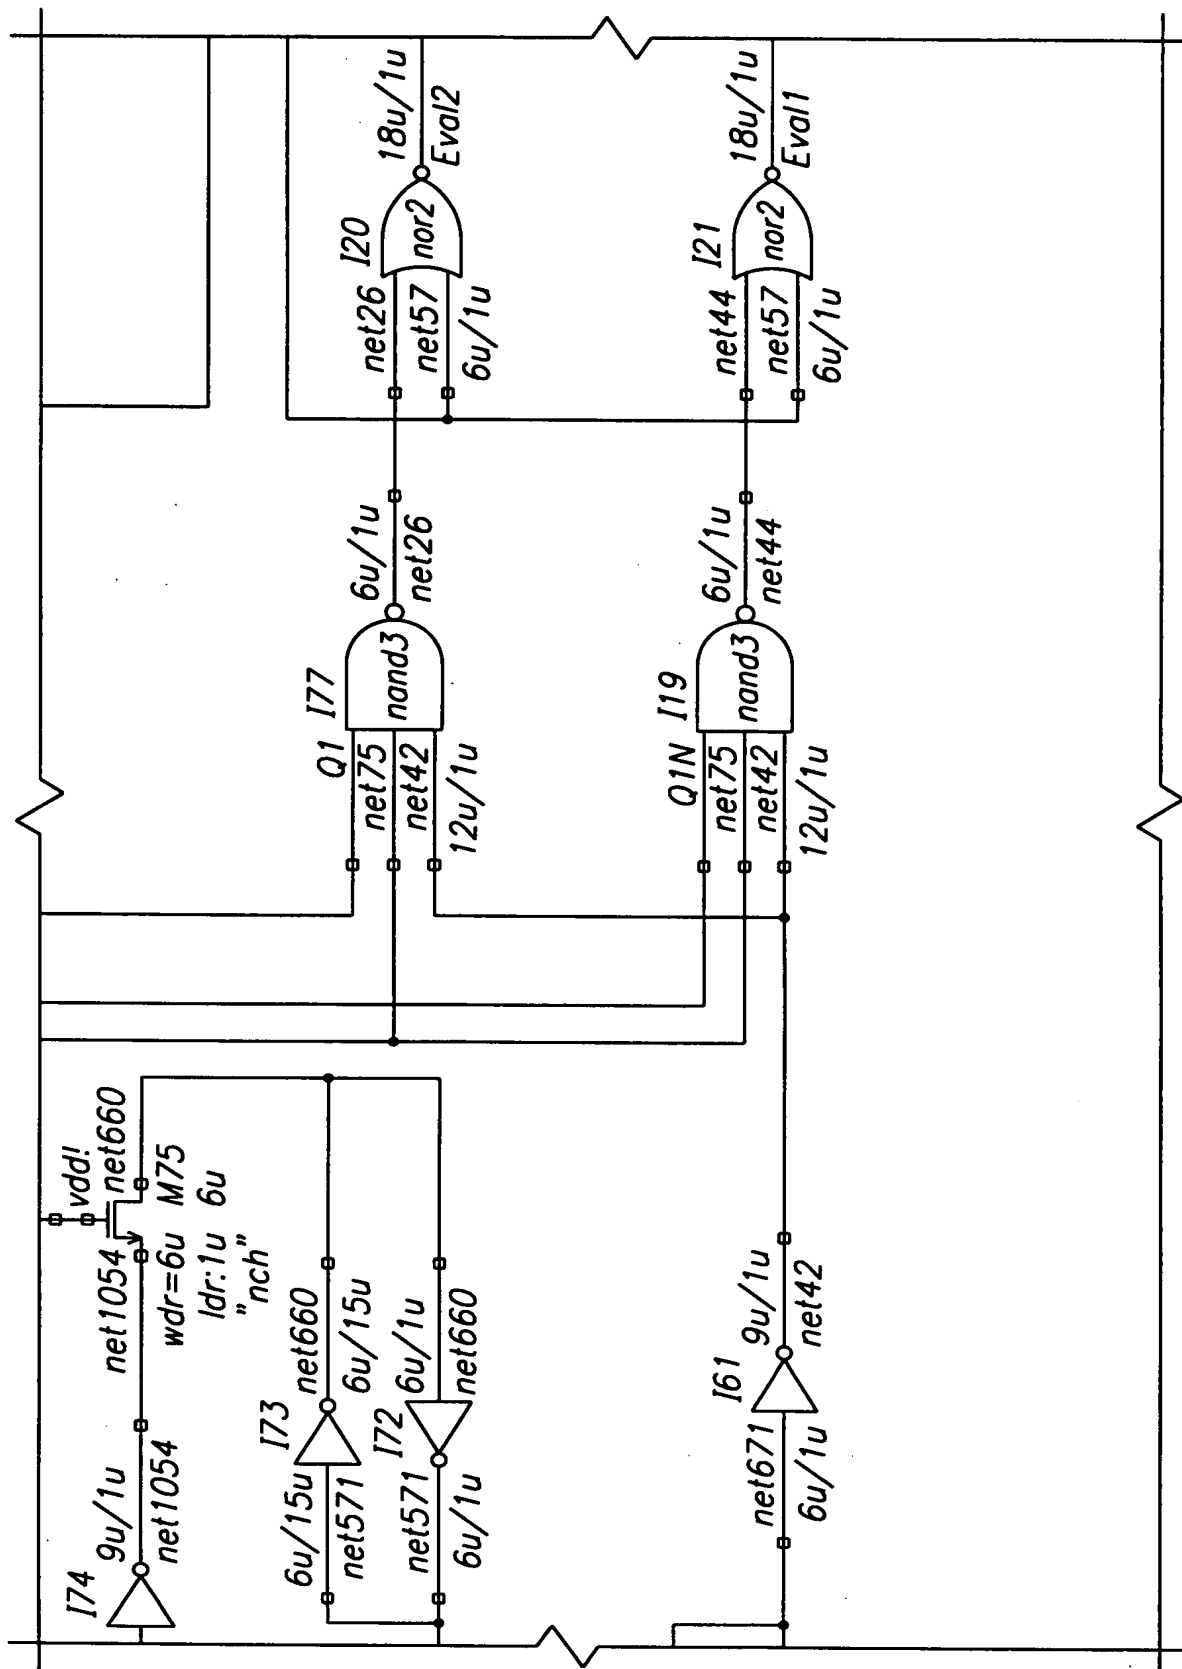 I74
9u/1u
net1054
net1054
vdd!
net660
wdr=6u M75
ldr:1u 6u
"nch"
I73
6u/15u
net571
net660
6u/15u
I72
net571
6u/1u
6u/1u
net660
I61
net671
6u/1u
9u/1u
net42
I77
Q1
net75
net42
12u/1u
nand3
6u/1u
net26
I20
net26
net57
6u/1u
nor2
18u/1u
Eval2
I19
Q1N
net75
net42
12u/1u
nand3
6u/1u
net44
I21
net44
net57
6u/1u
nor2
18u/1u
Eval1